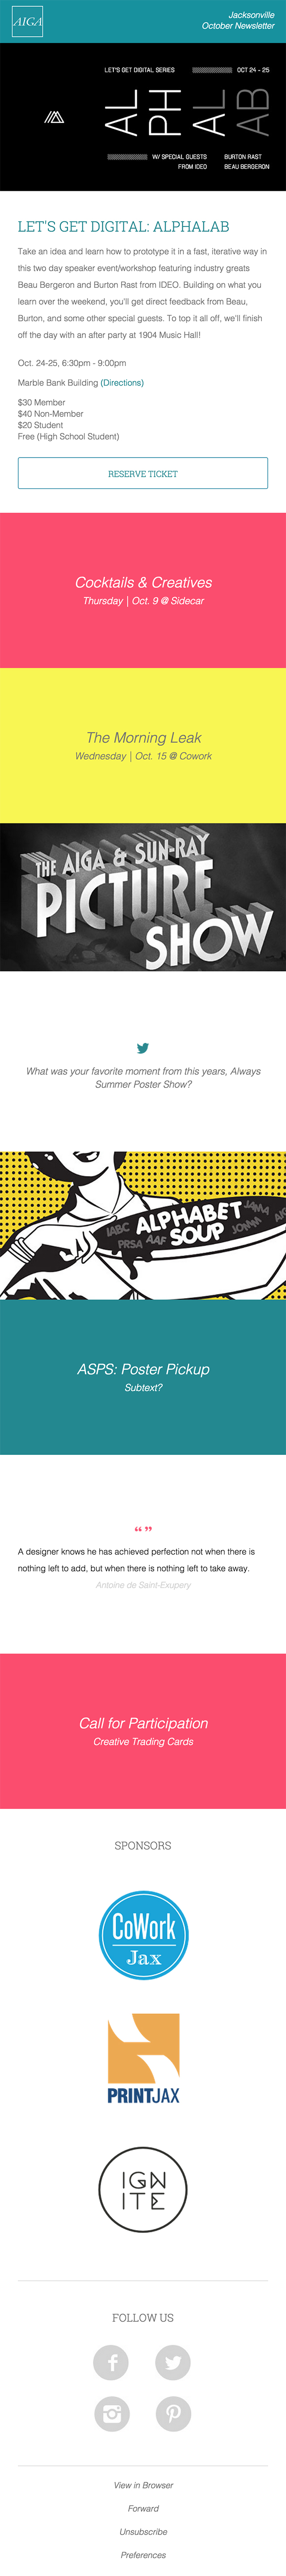 AIGA
Jacksonville
October Newsletter
LET'S GET DIGITAL SERIES
OCT 24 - 25
AL
PH
AL
AB
W/ SPECIAL GUESTS
FROM IDEO
BURTON RAST
BEAU BERGERON
LET'S GET DIGITAL: ALPHALAB
Take an idea and learn how to prototype it in a fast, iterative way in
this two day speaker event/workshop featuring industry greats
Beau Bergeron and Burton Rast from IDEO. Building on what you
learn over the weekend, you'll get direct feedback from Beau,
Burton, and some other special guests. To top it all off, we'll finish
off the day with an after party at 1904 Music Hall!
Oct. 24-25, 6:30pm - 9:00pm
Marble Bank Building (Directions)
$30 Member
$40 Non-Member
$20 Student
Free (High School Student)
RESERVE TICKET
Cocktails & Creatives
Thursday | Oct. 9 @ Sidecar
The Morning Leak
Wednesday | Oct. 15 @ Cowork
THE AIGA & SUN-RAY
PICTURE
SHOW
What was your favorite moment from this years, Always
Summer Poster Show?
ALPHABET
SOUP
IABC
PRSA
AAF
JAMA
ASPS: Poster Pickup
Subtext?
“ ”
A designer knows he has achieved perfection not when there is
nothing left to add, but when there is nothing left to take away.
Antoine de Saint-Exupery
Call for Participation
Creative Trading Cards
SPONSORS
CoWork
Jax
PRINTJAX
IGN
ITE
FOLLOW US
View in Browser
Forward
Unsubscribe
Preferences